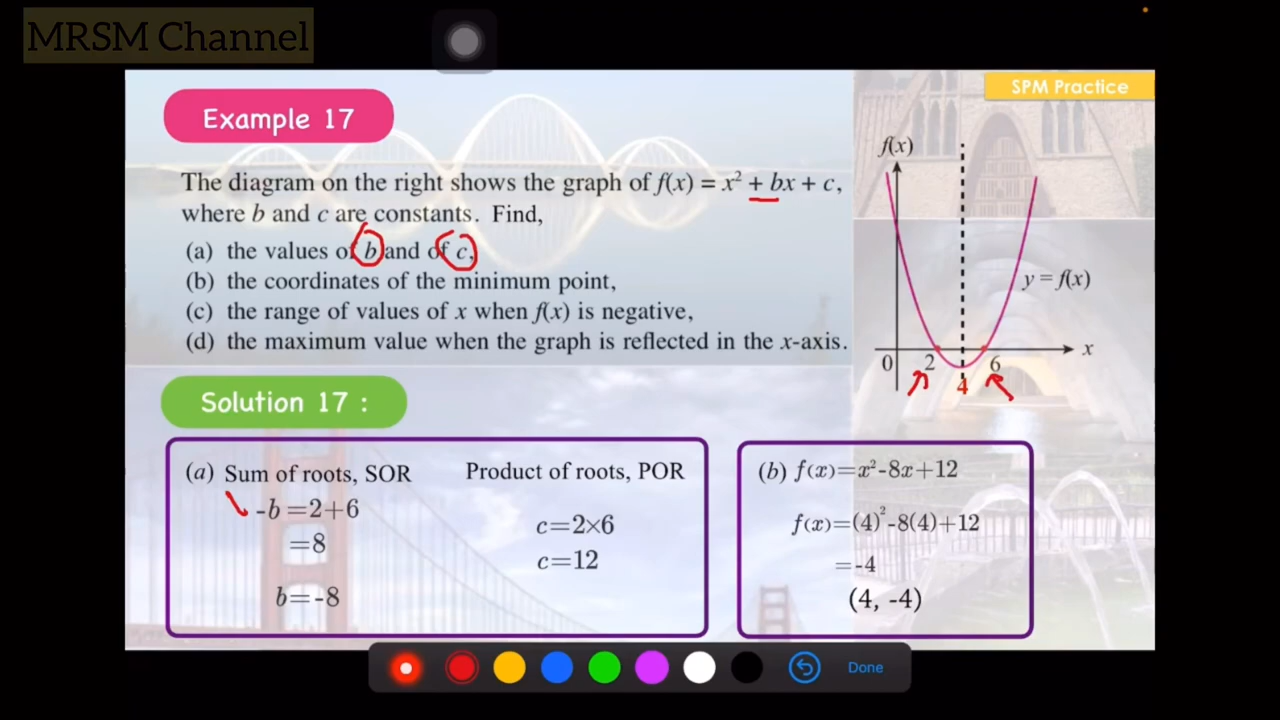 MRSM Channel
SPM Practice
Example 17
The diagram on the right shows the graph of f(x) = x² + bx + c,
where b and c are constants. Find,
(a) the values of b and of c,
(b) the coordinates of the minimum point,
(c) the range of values of x when f(x) is negative,
(d) the maximum value when the graph is reflected in the x-axis.
f(x)
y = f(x)
x
0 2 4 6
Solution 17 :
(a) Sum of roots, SOR
-b =2+6
=8
b=-8
Product of roots, POR
c=2×6
c=12
(b) f(x)=x²-8x+12
f(x)=(4)²-8(4)+12
=-4
(4, -4)
Done